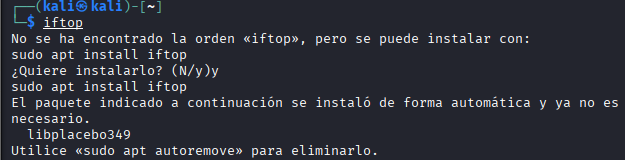 ┌──(kali㉿kali)-[~]
└─$ iftop
No se ha encontrado la orden «iftop», pero se puede instalar con:
sudo apt install iftop
¿Quiere instalarlo? (N/y)y
sudo apt install iftop
El paquete indicado a continuación se instaló de forma automática y ya no es
necesario.
  libplacebo349
Utilice «sudo apt autoremove» para eliminarlo.